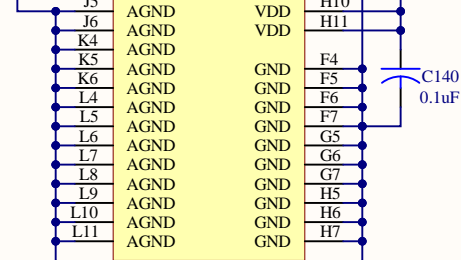 J5 AGND VDD H10
J6 AGND VDD H11
K4 AGND
K5 AGND GND F4
K6 AGND GND F5
L4 AGND GND F6
L5 AGND GND F7
L6 AGND GND G5
L7 AGND GND G6
L8 AGND GND G7
L9 AGND GND H5
L10 AGND GND H6
L11 AGND GND H7
C140
0.1uF